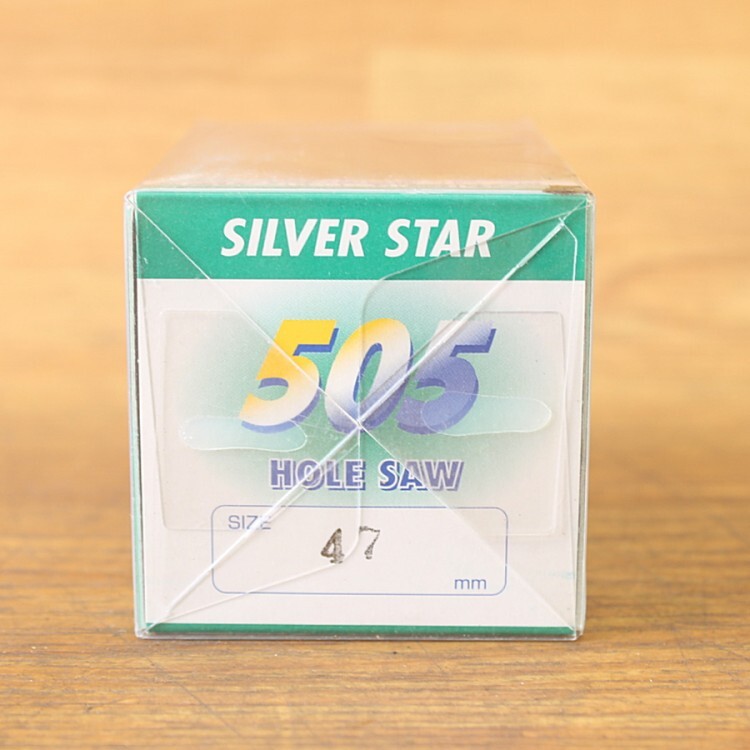 SILVER STAR
505
HOLE SAW
SIZE
47
mm